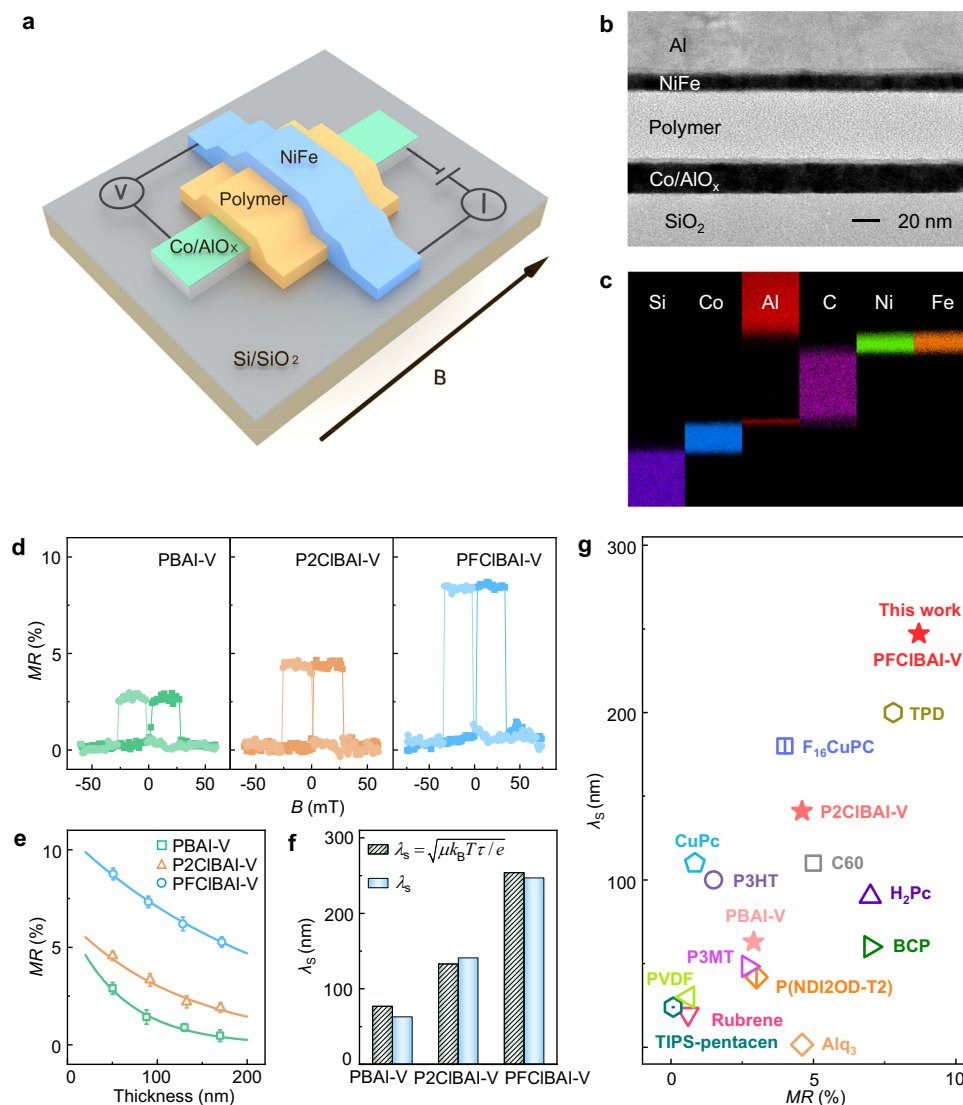 a
NiFe
Polymer
V
Co/AlOx
I
Si/SiO2
B
b
Al
NiFe
Polymer
Co/AlOx
SiO2
20 nm
c
Si Co Al C Ni Fe
d
PBAI-V P2ClBAI-V PFClBAI-V
10
5
0
MR (%)
-50 0 50 -50 0 50 -50 0 50
B (mT)
e
PBAI-V
P2ClBAI-V
PFClBAI-V
10
5
0
MR (%)
0 100 200
Thickness (nm)
f
λs = √μkBTτ/e
λs
300
150
0
λs (nm)
PBAI-V P2ClBAI-V PFClBAI-V
g
300
200
100
0
λs (nm)
This work
PFClBAI-V
TPD
F16CuPC
P2ClBAI-V
CuPc
C60
P3HT
H2Pc
PBAI-V
BCP
P3MT
PVDF
P(NDI2OD-T2)
Rubrene
TIPS-pentacen
Alq3
0 5 10
MR (%)